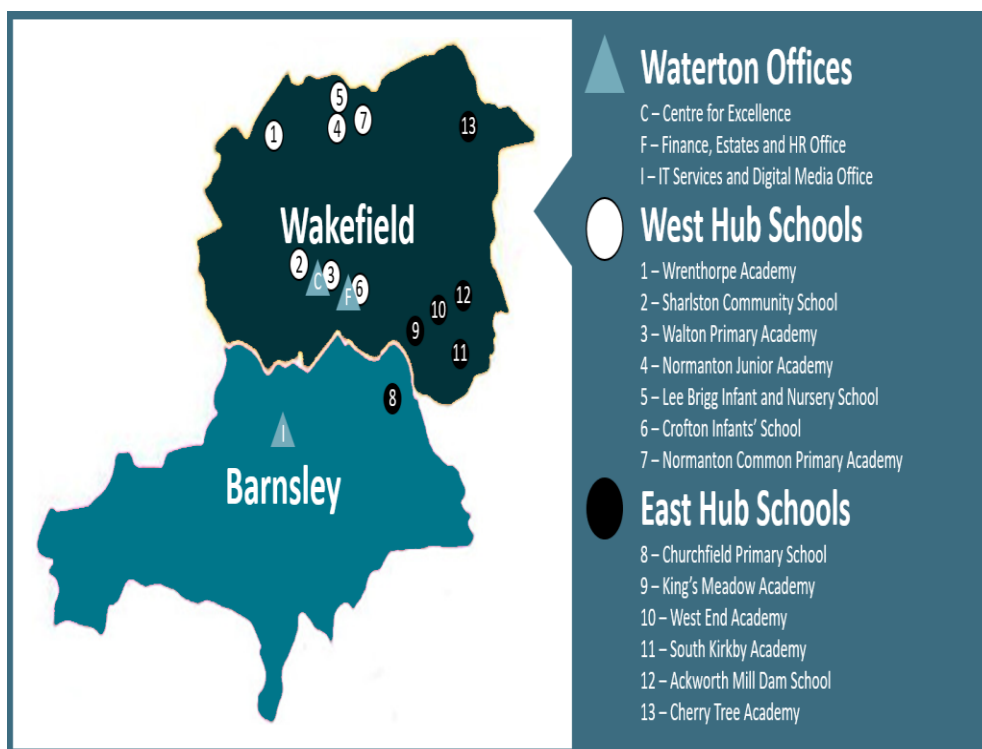 5
7
4
1
13
Wakefield
2
3
C
6
F
12
10
9
11
8
I
Barnsley
Waterton Offices
C – Centre for Excellence
F – Finance, Estates and HR Office
I – IT Services and Digital Media Office
West Hub Schools
1 – Wrenthorpe Academy
2 – Sharlston Community School
3 – Walton Primary Academy
4 – Normanton Junior Academy
5 – Lee Brigg Infant and Nursery School
6 – Crofton Infants' School
7 – Normanton Common Primary Academy
East Hub Schools
8 – Churchfield Primary School
9 – King's Meadow Academy
10 – West End Academy
11 – South Kirkby Academy
12 – Ackworth Mill Dam School
13 – Cherry Tree Academy